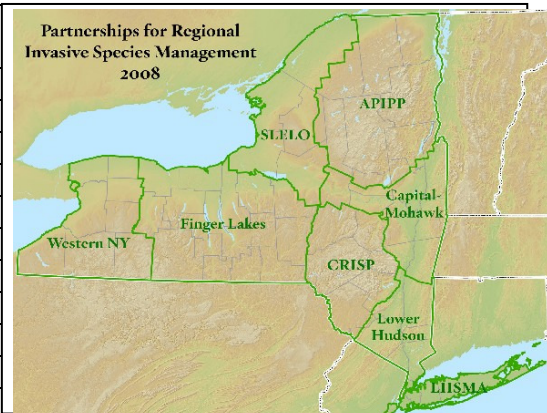 Partnerships for Regional
Invasive Species Management
2008
APIPP
SLELO
Capital-
Mohawk
Finger Lakes
Western NY
CRISP
Lower
Hudson
LIISMA